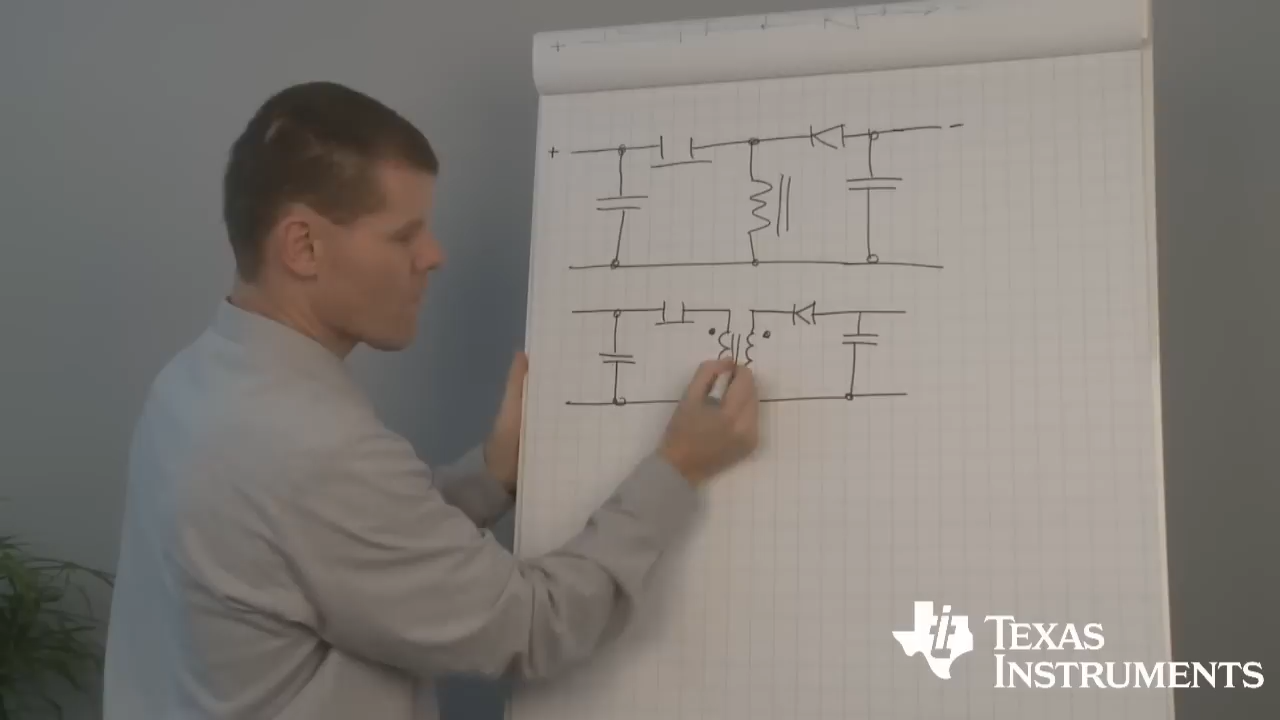 +
+ -
TEXAS
INSTRUMENTS